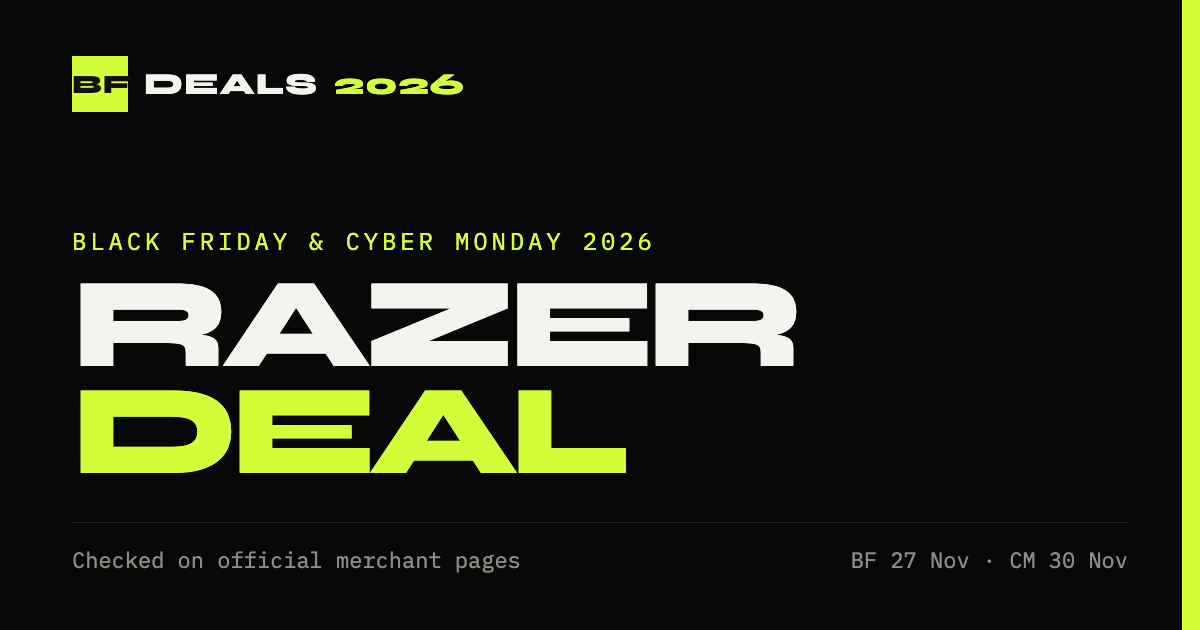 BF DEALS 2026
BLACK FRIDAY & CYBER MONDAY 2026
RAZER
DEAL
Checked on official merchant pages
BF 27 Nov · CM 30 Nov